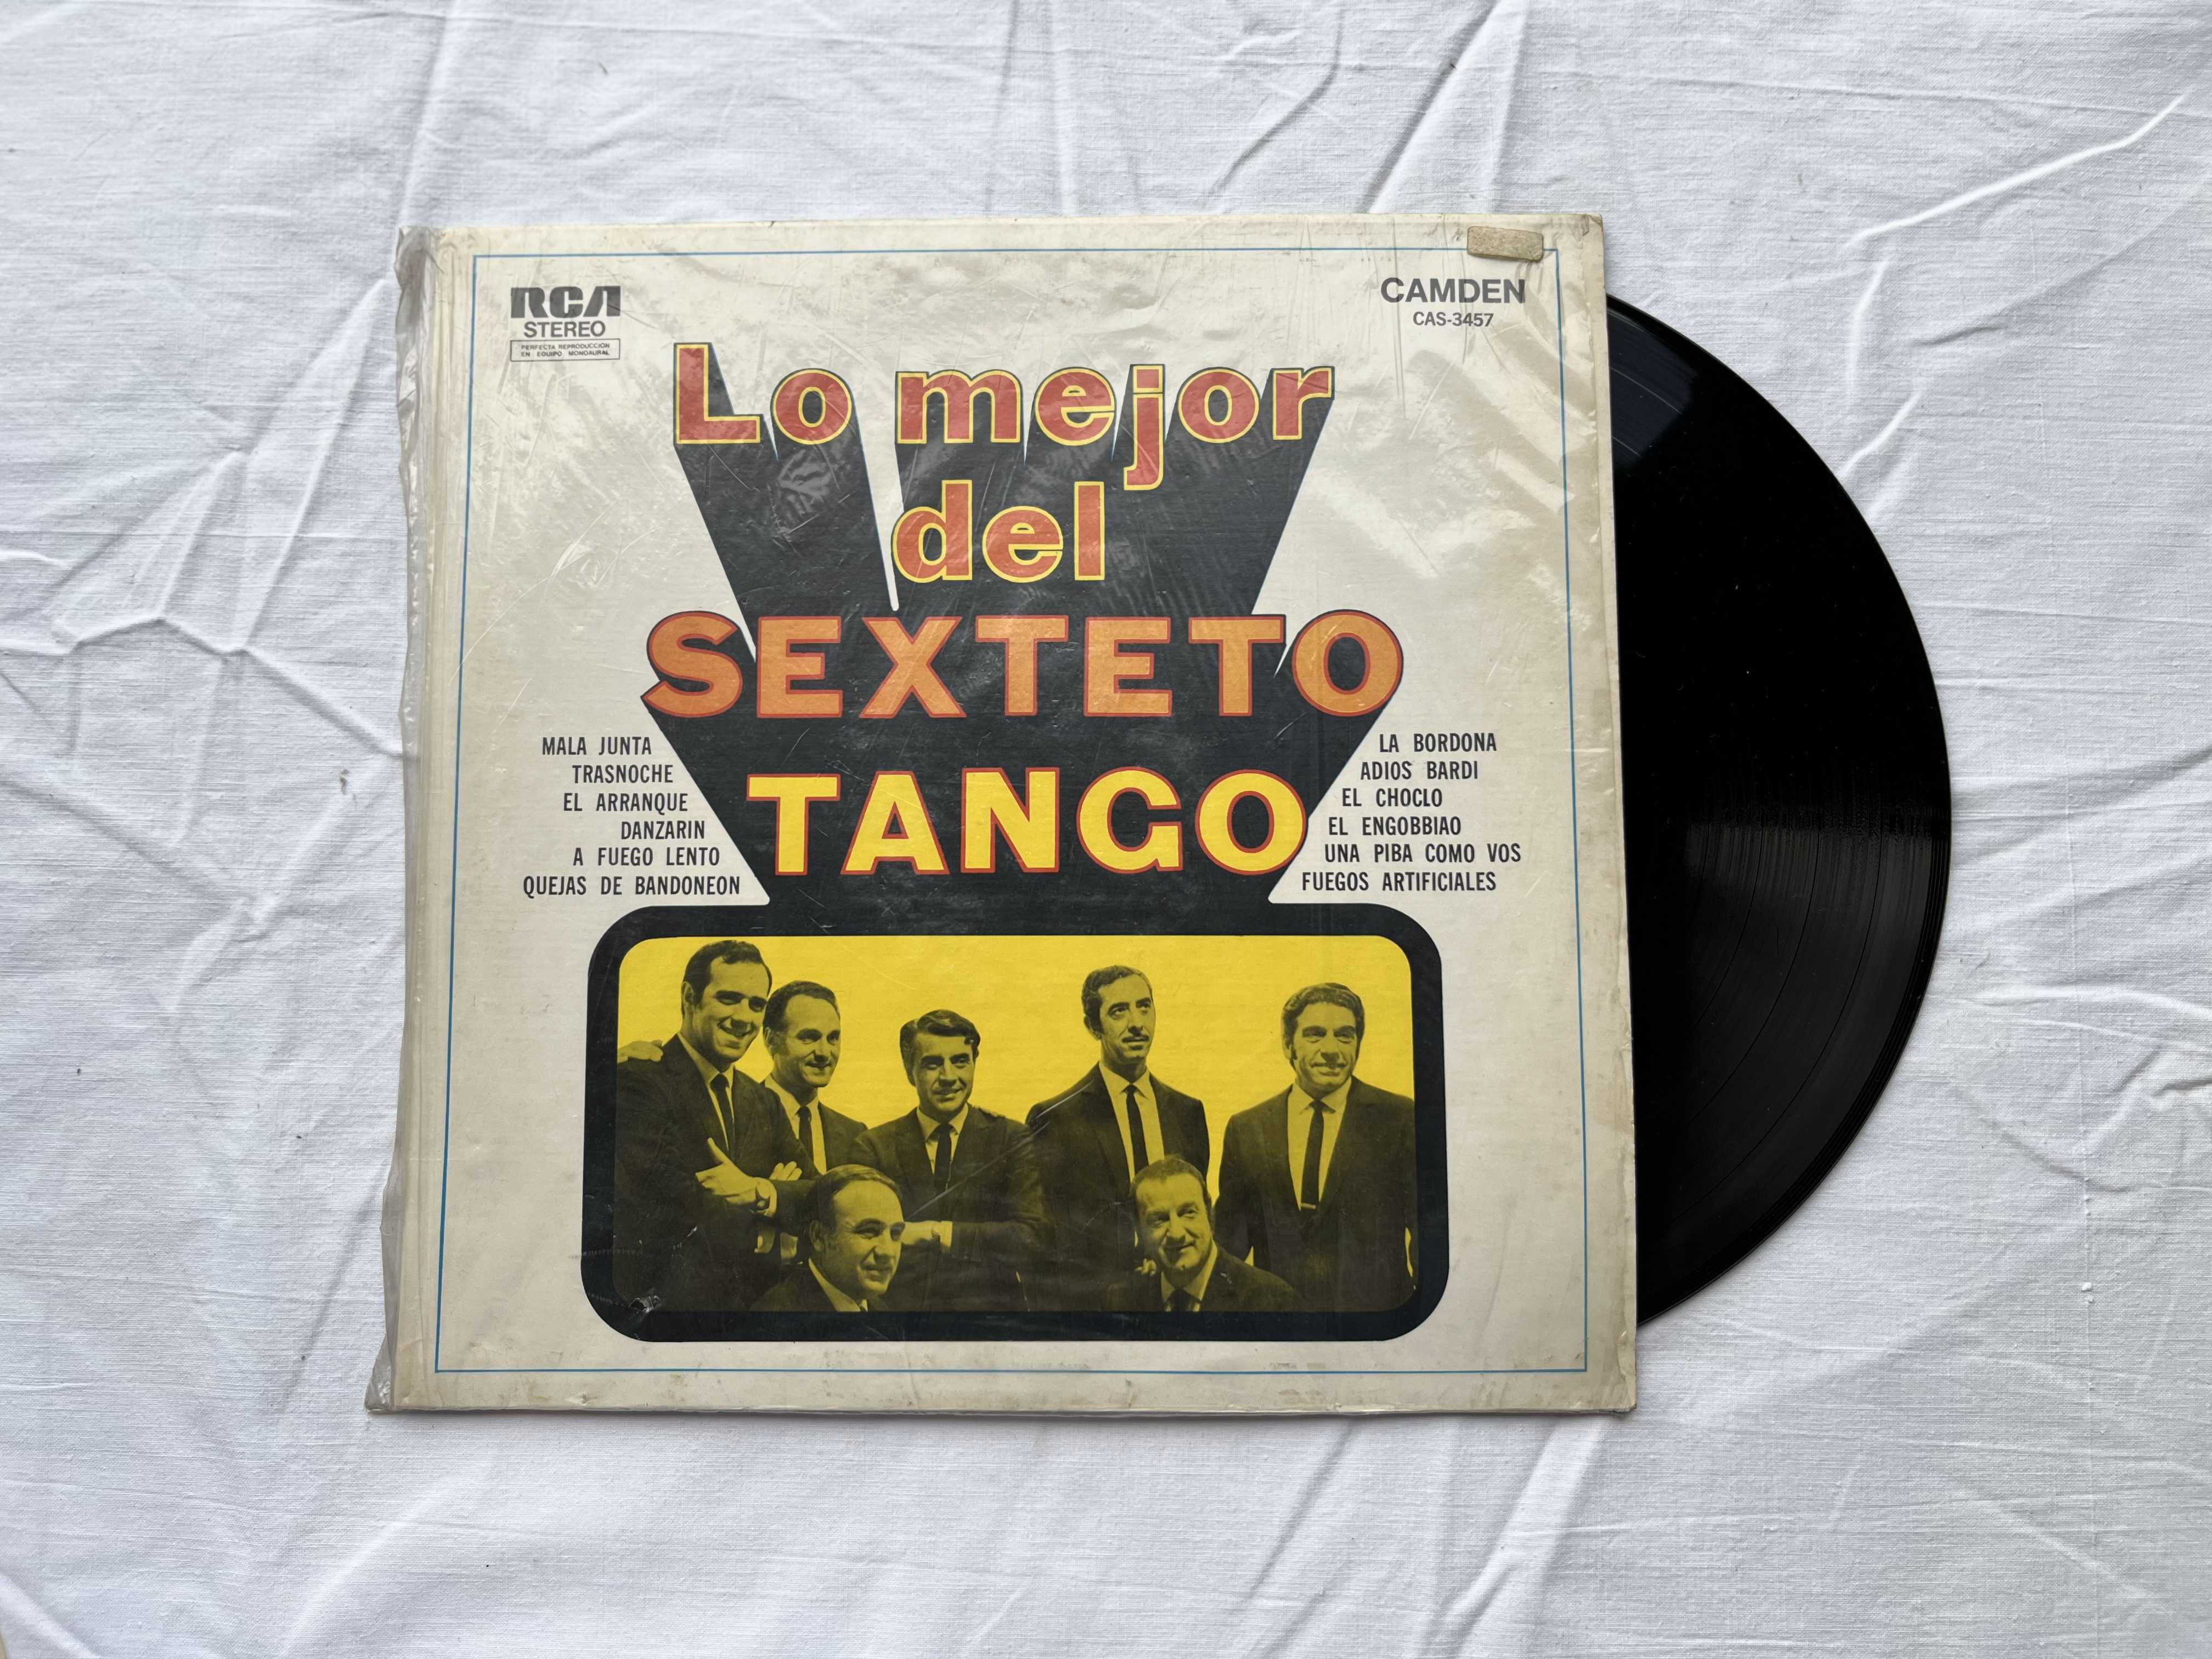 RCA
STEREO
PERFECTA REPRODUCCION
EN EQUIPO MONOAURAL
CAMDEN
CAS-3457
Lo mejor
del
SEXTETO
TANGO
MALA JUNTA
TRASNOCHE
EL ARRANQUE
DANZARIN
A FUEGO LENTO
QUEJAS DE BANDONEON
LA BORDONA
ADIOS BARDI
EL CHOCLO
EL ENGOBBIAO
UNA PIBA COMO VOS
FUEGOS ARTIFICIALES